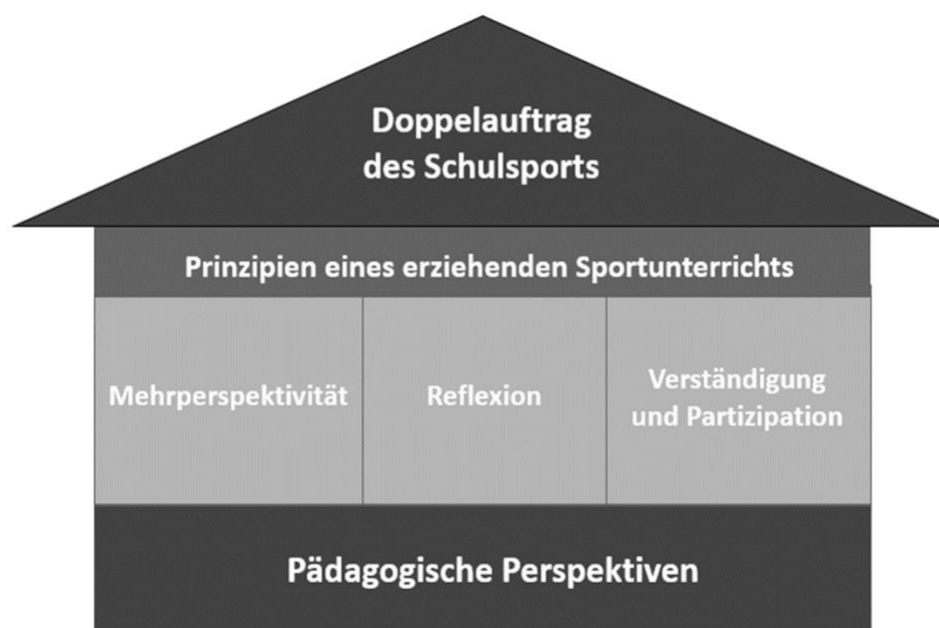 Doppelauftrag
des Schulsports
Prinzipien eines erziehenden Sportunterrichts
Mehrperspektivität
Reflexion
Verständigung
und Partizipation
Pädagogische Perspektiven